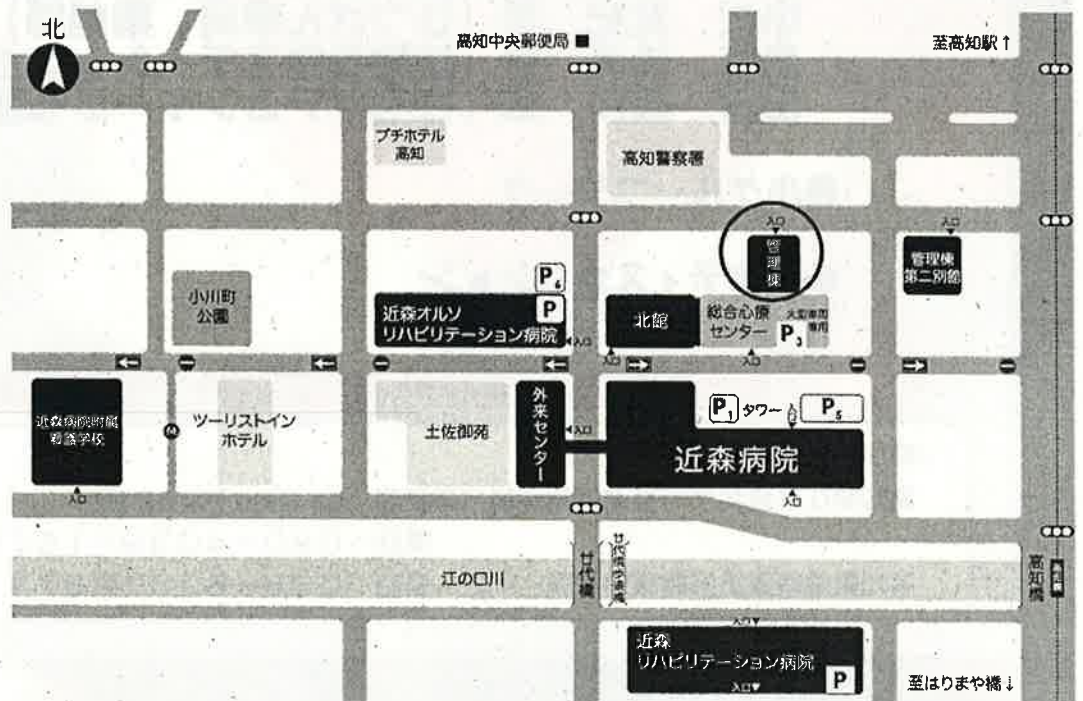 北
高知中央郵便局
至高知駅↑
プチホテル
高知
高知警察署
入口
管理棟
入口
管理棟
第二別館
小川町
公園
P6
P
近森オルソ
リハビリテーション病院
入口
北館
総合心療
センター
P3
入口
入口
近森病院附属
看護学校
入口
M
ツーリストイン
ホテル
土佐御苑
外来センター
入口
P1 タワー
入口
P5
近森病院
入口
江の口川
廿代橋
高知橋
入口
近森
リハビリテーション病院
P
入口
至はりまや橋↓